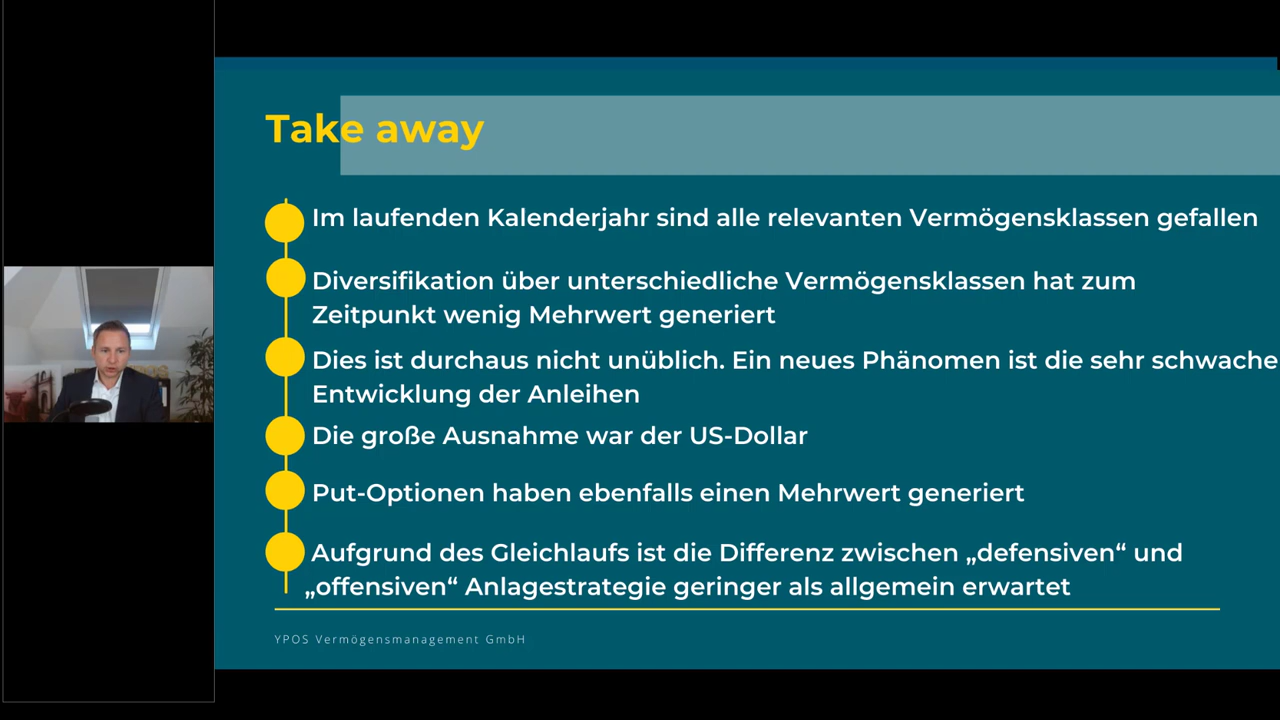 Take away
Im laufenden Kalenderjahr sind alle relevanten Vermögensklassen gefallen
Diversifikation über unterschiedliche Vermögensklassen hat zum
Zeitpunkt wenig Mehrwert generiert
Dies ist durchaus nicht unüblich. Ein neues Phänomen ist die sehr schwache
Entwicklung der Anleihen
Die große Ausnahme war der US-Dollar
Put-Optionen haben ebenfalls einen Mehrwert generiert
Aufgrund des Gleichlaufs ist die Differenz zwischen „defensiven“ und
„offensiven“ Anlagestrategie geringer als allgemein erwartet
YPOS Vermögensmanagement GmbH